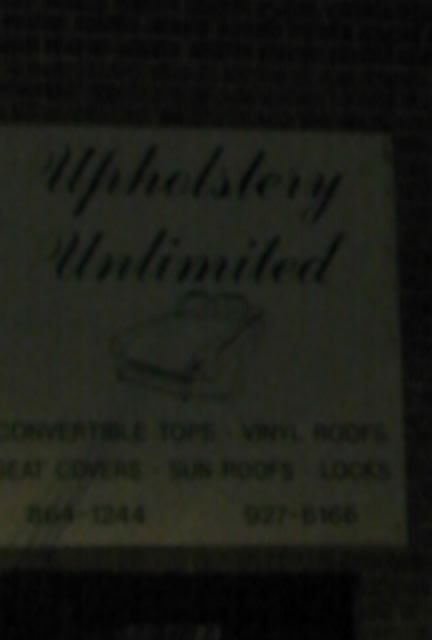 Upholstery
Unlimited
CONVERTIBLE TOPS · VINYL ROOFS
SEAT COVERS · SUN ROOFS · LOCKS
864-1244 927-6166